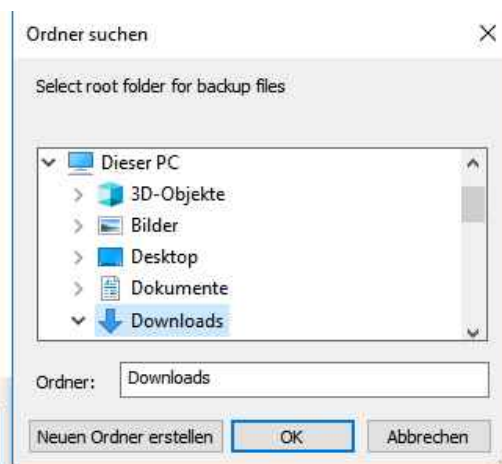 Ordner suchen
Select root folder for backup files
Dieser PC
3D-Objekte
Bilder
Desktop
Dokumente
Downloads
Ordner: Downloads
Neuen Ordner erstellen OK Abbrechen